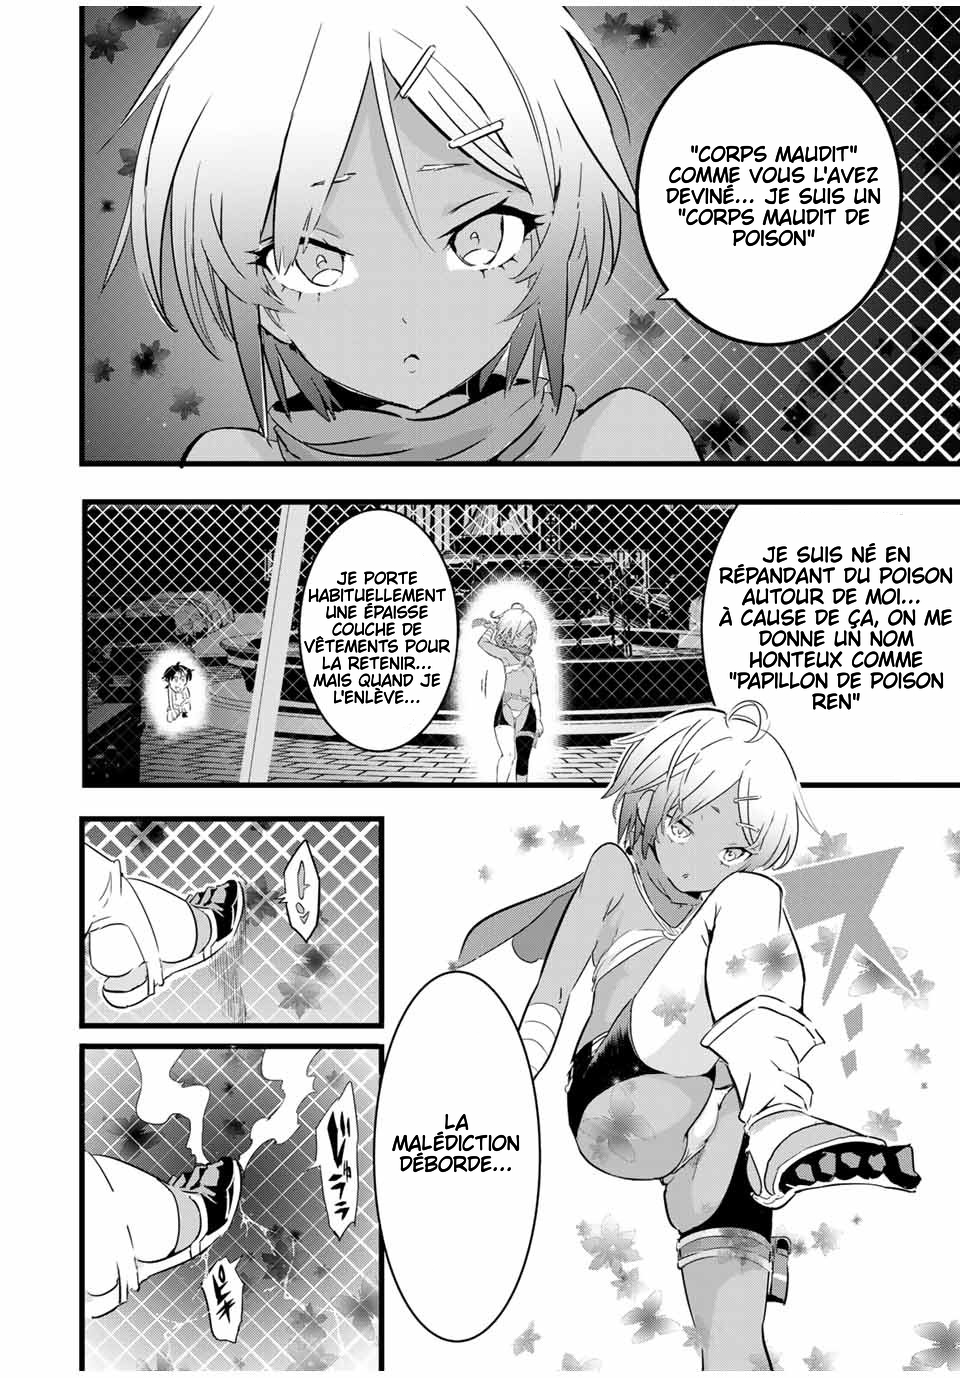 "CORPS MAUDIT"
COMME VOUS L'AVEZ
DEVINÉ... JE SUIS UN
"CORPS MAUDIT DE
POISON"
JE SUIS NÉ EN
RÉPANDANT DU POISON
AUTOUR DE MOI...
À CAUSE DE ÇA, ON ME
DONNE UN NOM
HONTEUX COMME
"PAPILLON DE POISON
REN"
JE PORTE
HABITUELLEMENT
UNE ÉPAISSE
COUCHE DE
VÊTEMENTS POUR
LA RETENIR...
MAIS QUAND JE
L'ENLÈVE...
LA
MALÉDICTION
DÉBORDE...